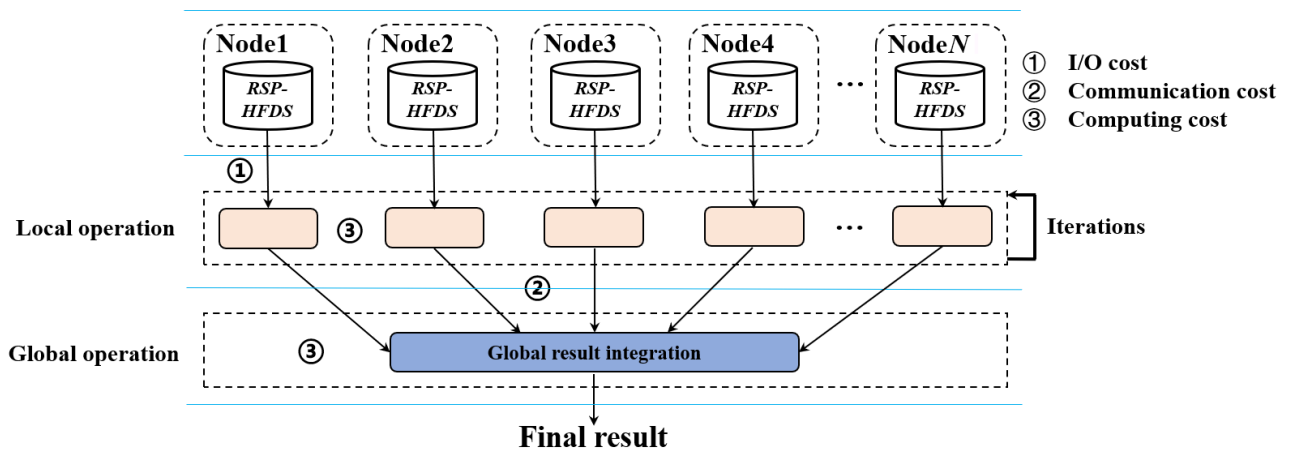 Node1
Node2
Node3
Node4
NodeN
RSP-
HFDS
RSP-
HFDS
RSP-
HFDS
RSP-
HFDS
...
RSP-
HFDS
① I/O cost
② Communication cost
③ Computing cost
①
Local operation
③
...
Iterations
②
Global operation
③
Global result integration
Final result